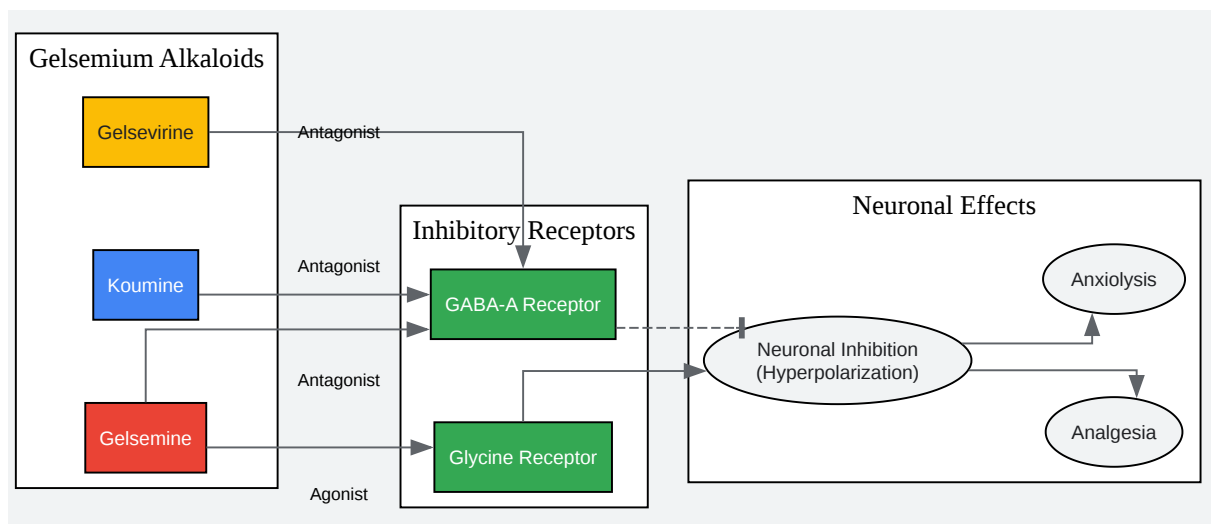 Gelsemium Alkaloids
Gelsevirine
Koumine
Gelsemine
Antagonist
Antagonist
Antagonist
Agonist
Inhibitory Receptors
GABA-A Receptor
Glycine Receptor
Neuronal Effects
Neuronal Inhibition
(Hyperpolarization)
Anxiolysis
Analgesia